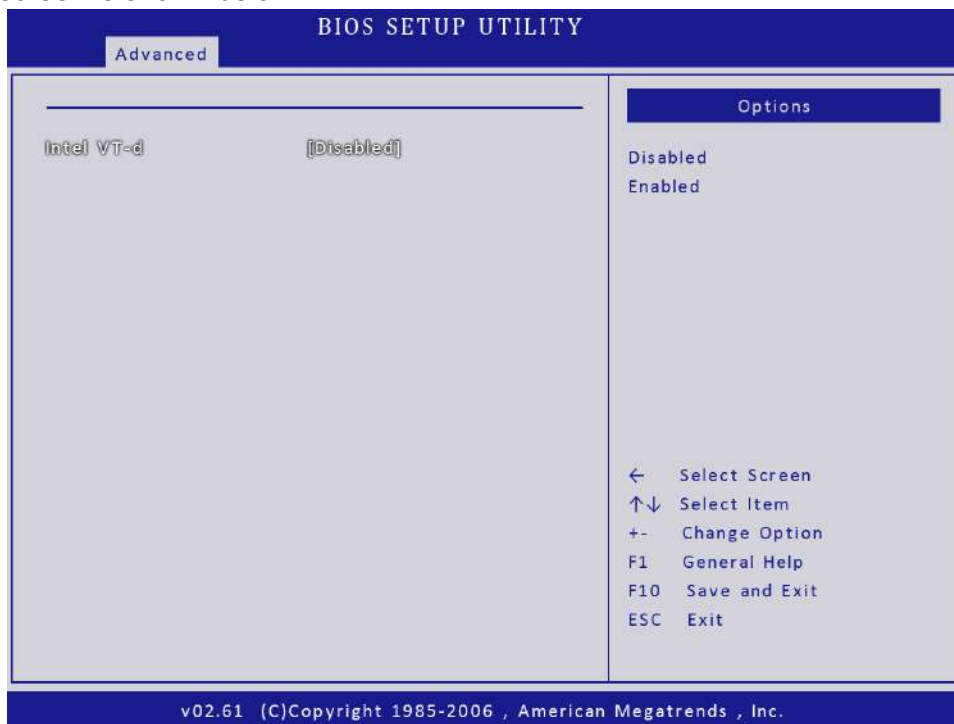 BIOS SETUP UTILITY
Advanced
Options
Intel VT-d [Disabled]
Disabled
Enabled
← Select Screen
↑↓ Select Item
+- Change Option
F1 General Help
F10 Save and Exit
ESC Exit
v02.61 (C)Copyright 1985-2006 , American Megatrends , Inc.